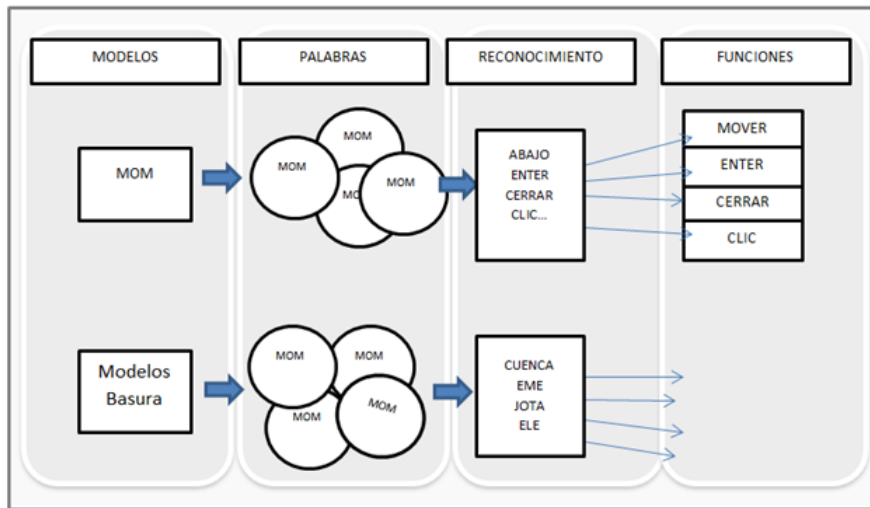 MODELOS
PALABRAS
RECONOCIMIENTO
FUNCIONES
MOM
MOM
MOM
MOM
MOM
ABAJO
ENTER
CERRAR
CLIC...
MOVER
ENTER
CERRAR
CLIC
Modelos
Basura
MOM
MOM
MOM
MOM
CUENCA
EME
JOTA
ELE